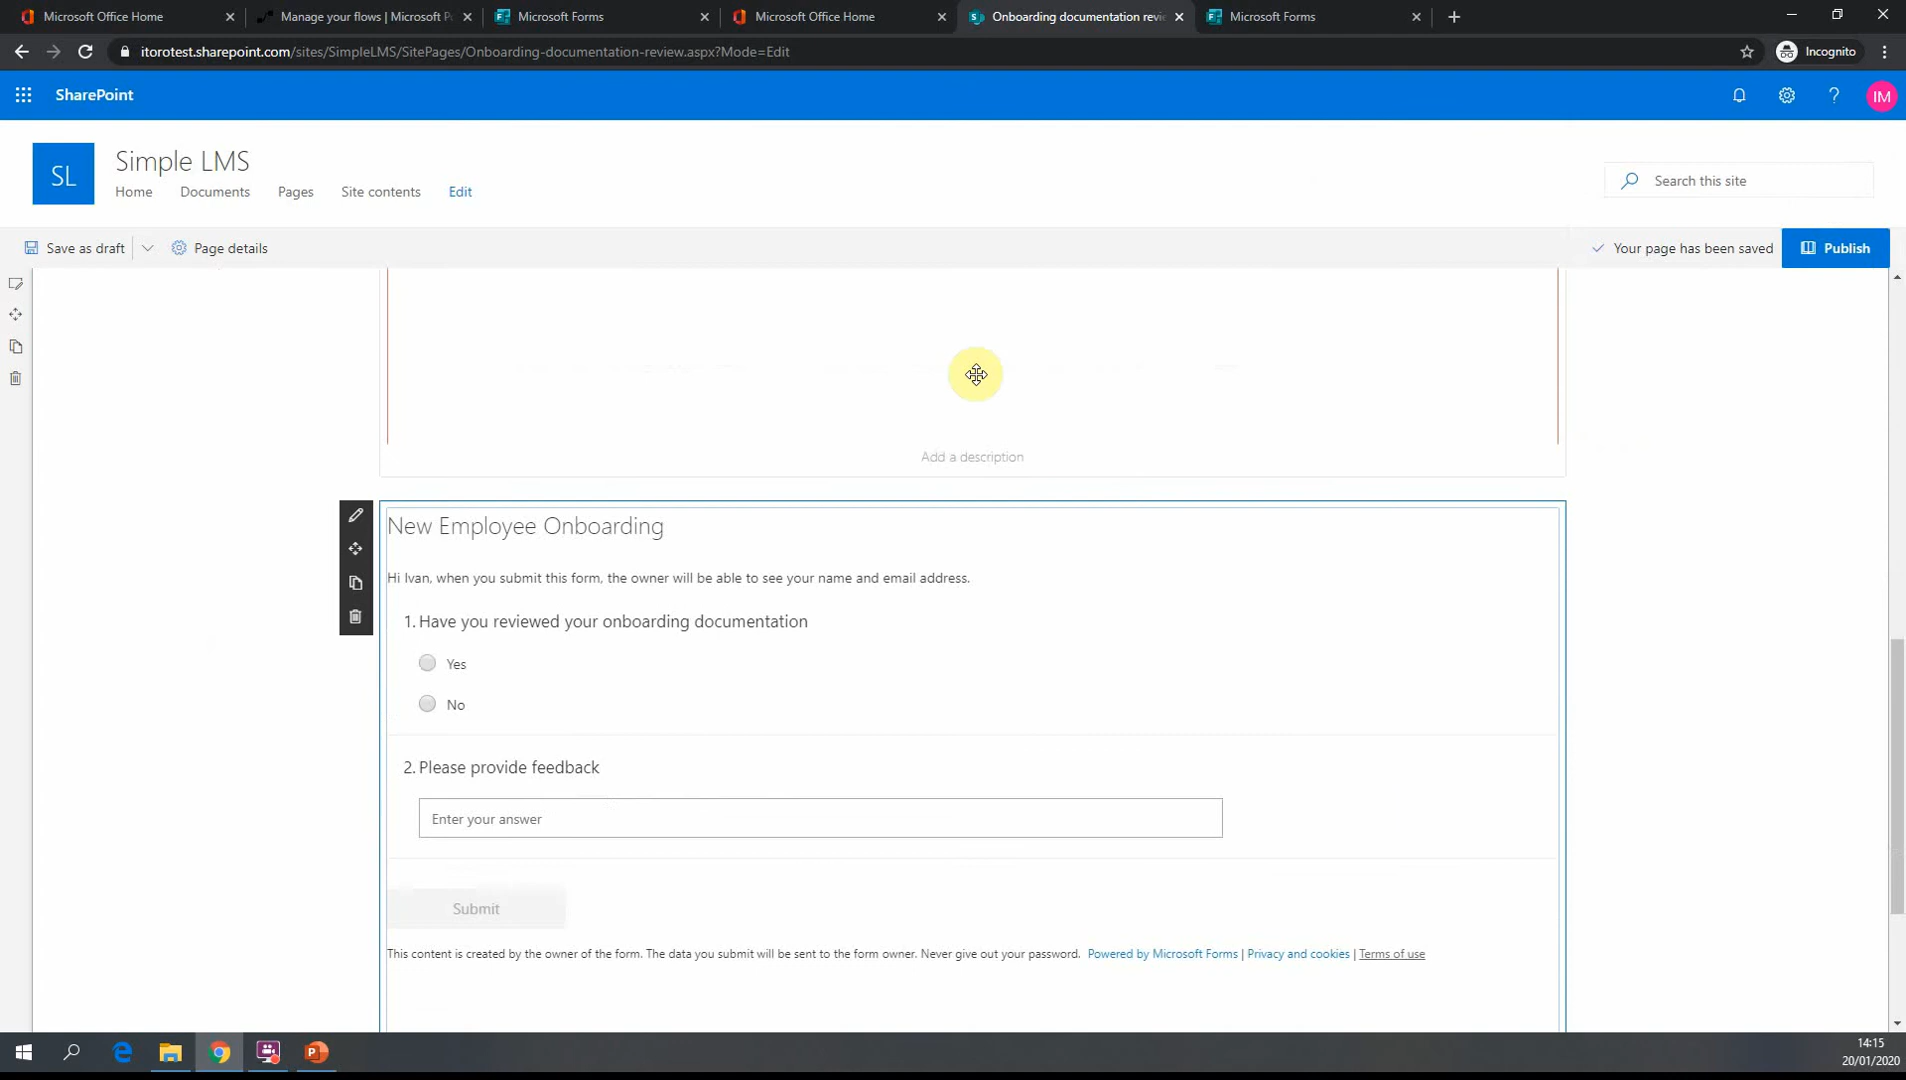 Microsoft Office Home
Manage your flows | Microsoft P
Microsoft Forms
Microsoft Office Home
Onboarding documentation revi
Microsoft Forms
itorotest.sharepoint.com/sites/SimpleLMS/SitePages/Onboarding-documentation-review.aspx?Mode=Edit
Incognito
SharePoint
IM
SL
Simple LMS
Home Documents Pages Site contents Edit
Search this site
Save as draft
Page details
Your page has been saved
Publish
Add a description
New Employee Onboarding
Hi Ivan, when you submit this form, the owner will be able to see your name and email address.
1. Have you reviewed your onboarding documentation
Yes
No
2. Please provide feedback
Enter your answer
Submit
This content is created by the owner of the form. The data you submit will be sent to the form owner. Never give out your password. Powered by Microsoft Forms | Privacy and cookies | Terms of use
14:15
20/01/2020